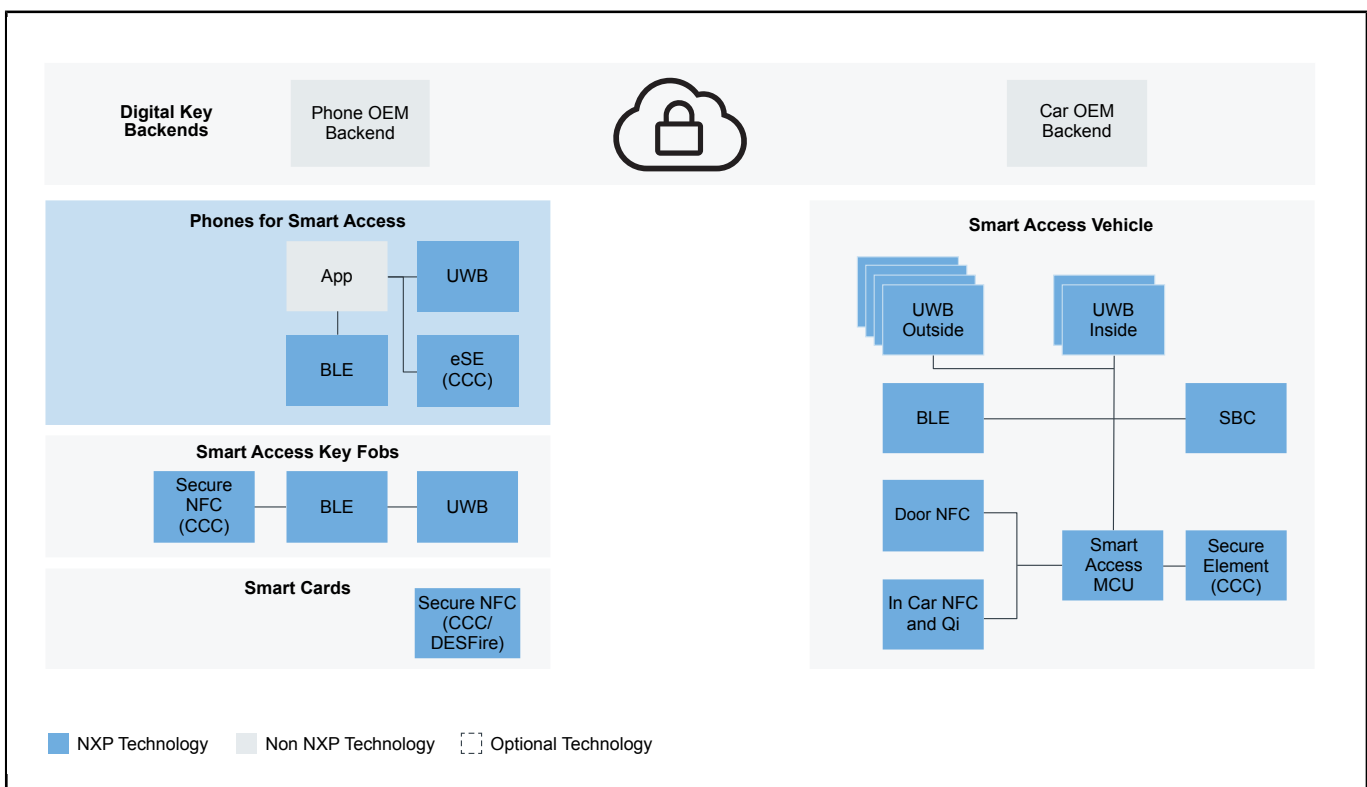 Digital Key
Backends
Phone OEM
Backend
Car OEM
Backend
Phones for Smart Access
App
UWB
BLE
eSE
(CCC)
Smart Access Key Fobs
Secure
NFC
(CCC)
BLE
UWB
Smart Cards
Secure NFC
(CCC/
DESFire)
Smart Access Vehicle
UWB
Outside
UWB
Inside
BLE
SBC
Door NFC
In Car NFC
and Qi
Smart
Access
MCU
Secure
Element
(CCC)
NXP Technology
Non NXP Technology
Optional Technology